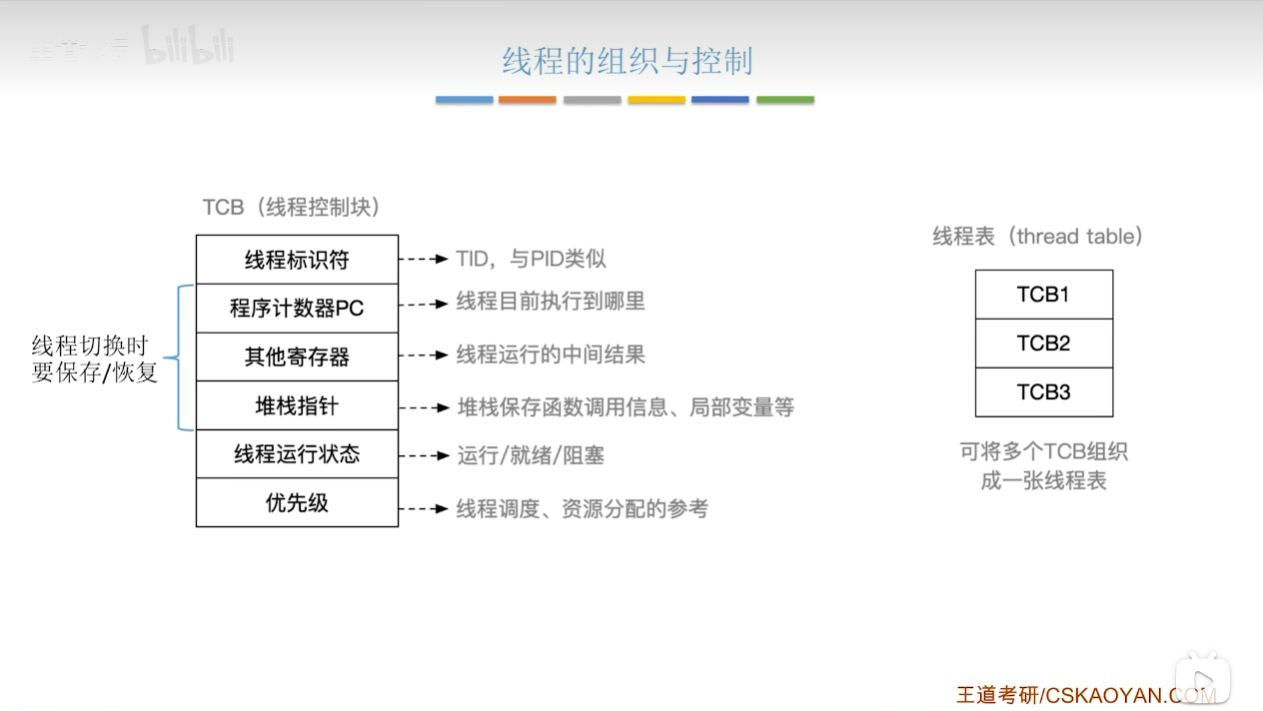 bilibili
线程的组织与控制
TCB（线程控制块）
线程标识符
TID，与PID类似
程序计数器PC
线程目前执行到哪里
其他寄存器
线程运行的中间结果
堆栈指针
堆栈保存函数调用信息、局部变量等
线程运行状态
运行/就绪/阻塞
优先级
线程调度、资源分配的参考
线程切换时
要保存/恢复
线程表（thread table）
TCB1
TCB2
TCB3
可将多个TCB组织
成一张线程表
王道考研/CSKAOYAN.COM